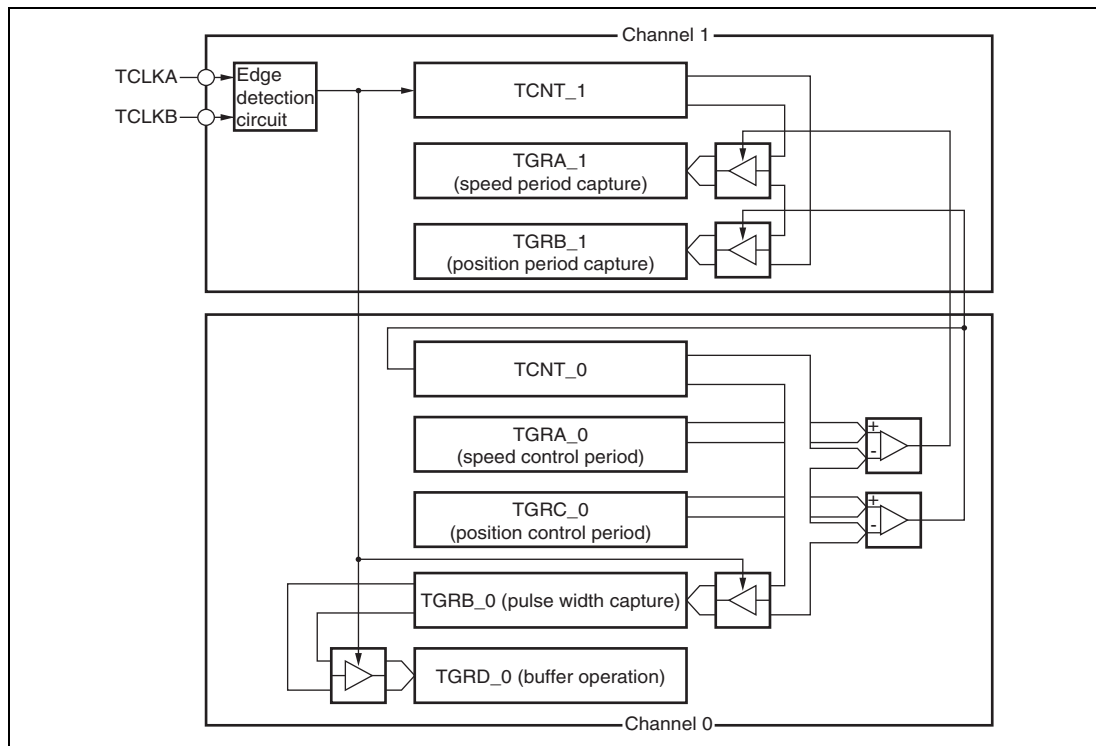 Channel 1
TCLKA
TCLKB
Edge
detection
circuit
TCNT_1
TGRA_1
(speed period capture)
TGRB_1
(position period capture)
TCNT_0
TGRA_0
(speed control period)
+
-
TGRC_0
(position control period)
+
-
TGRB_0 (pulse width capture)
TGRD_0 (buffer operation)
Channel 0